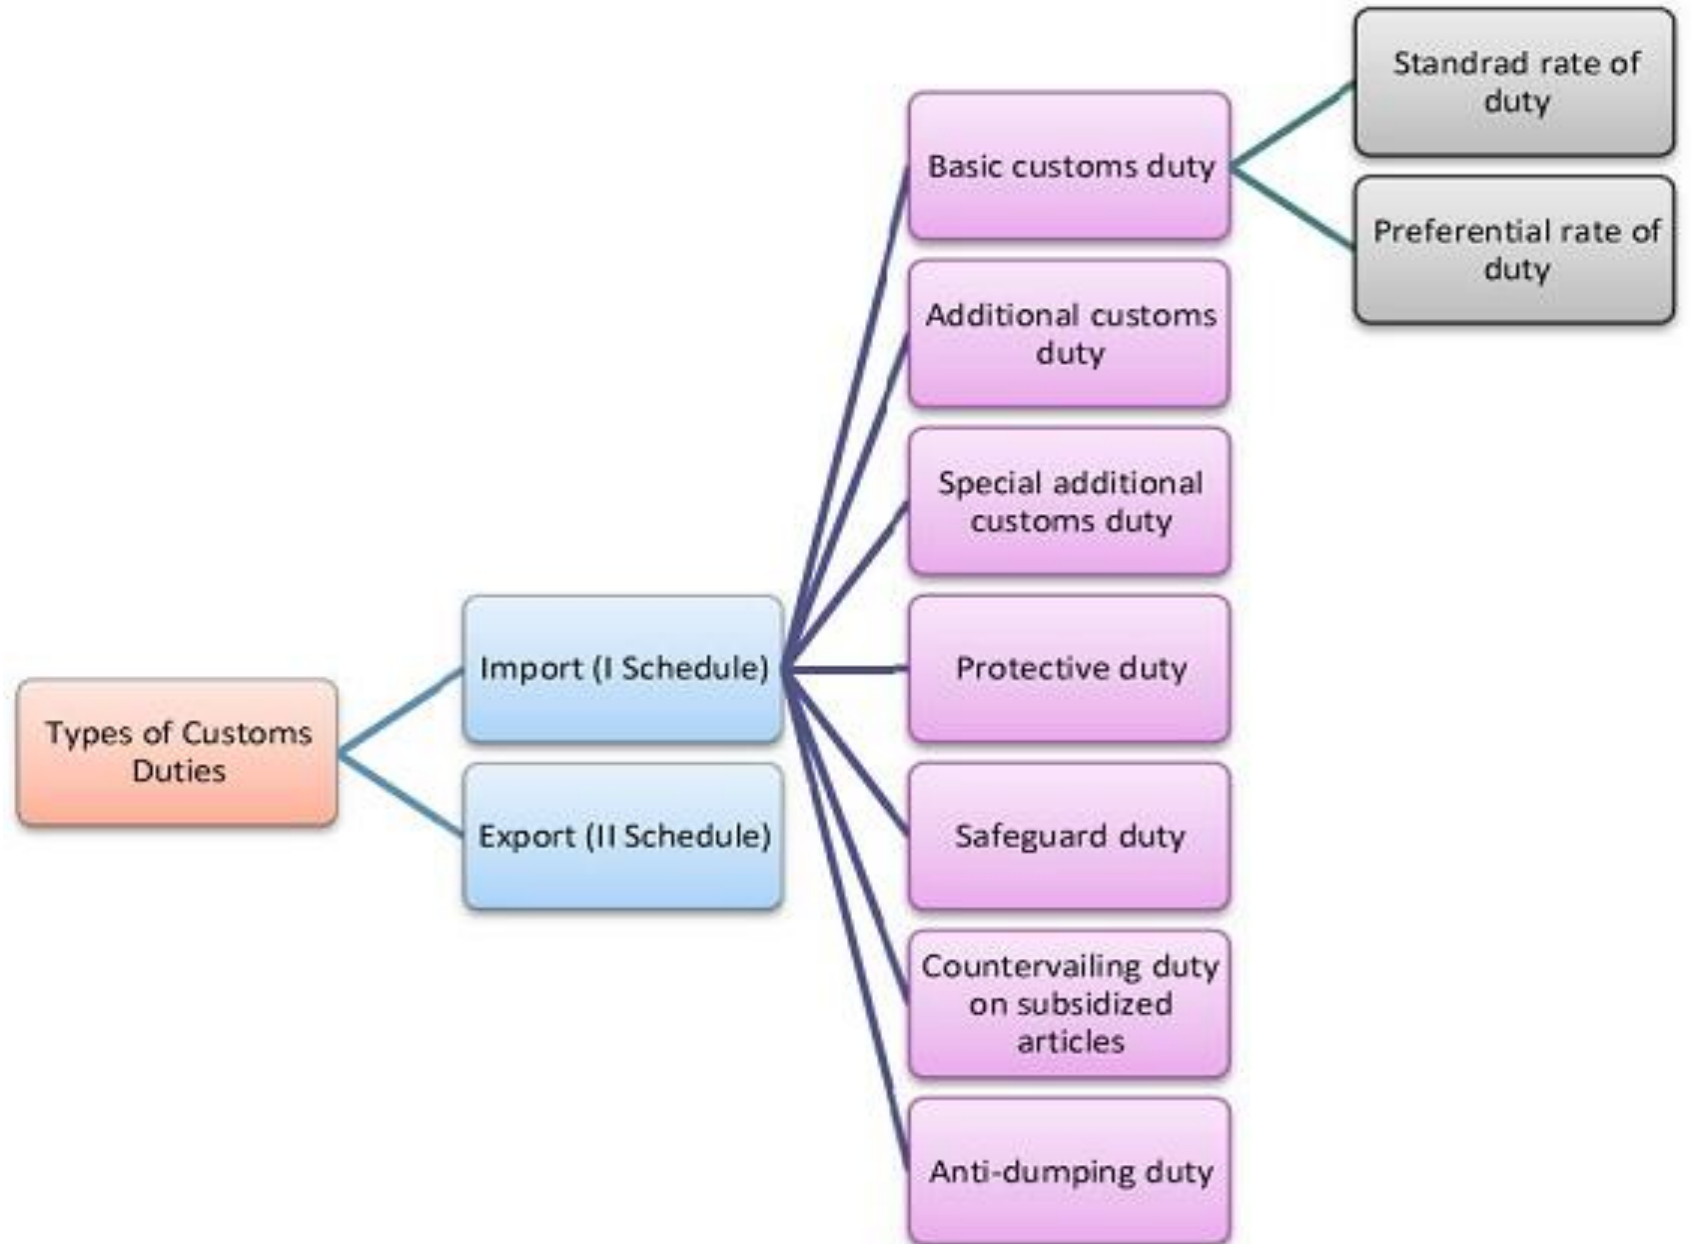 Types of Customs
Duties
Import (I Schedule)
Export (II Schedule)
Basic customs duty
Additional customs
duty
Special additional
customs duty
Protective duty
Safeguard duty
Countervailing duty
on subsidized
articles
Anti-dumping duty
Standrad rate of
duty
Preferential rate of
duty